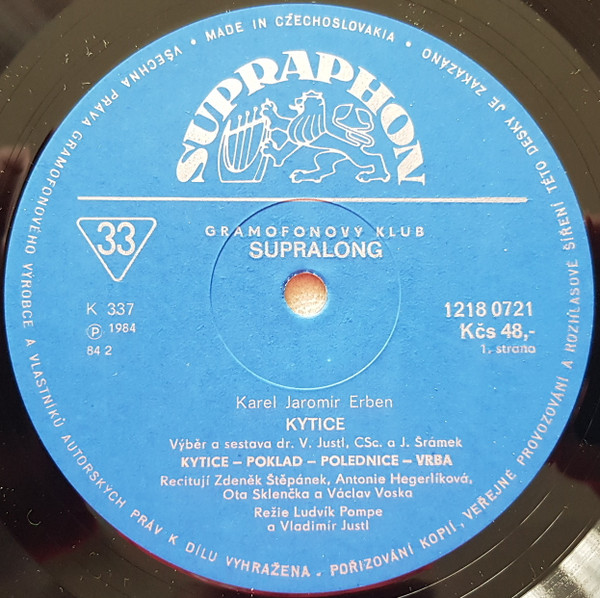 MADE IN CZECHOSLOVAKIA •
VŠECHNA PRÁVA GRAMOFONOVÉHO VÝROBCE A VLASTNÍKŮ AUTORSKÝCH PRÁV K DÍLU VYHRAŽENA. POŘIZOVÁNÍ KOPIÍ, VEŘEJNÉ PROVOZOVÁNÍ A ROZHLASOVÉ ŠÍŘENÍ TÉTO DESKY JE ZAKÁZÁNO •
SUPRAPHON
33
GRAMOFONOVÝ KLUB
SUPRALONG
K 337
Ⓟ 1984
84 2
1218 0721
Kčs 48,-
1. strana
Karel Jaromír Erben
KYTICE
Výběr a sestava dr. V. Justl, CSc. a J. Šrámek
KYTICE – POKLAD – POLEDNICE – VRBA
Recitují Zdeněk Štěpánek, Antonie Hegerlíková,
Ota Sklenčka a Václav Voska
Režie Ludvík Pompe
a Vladimír Justl